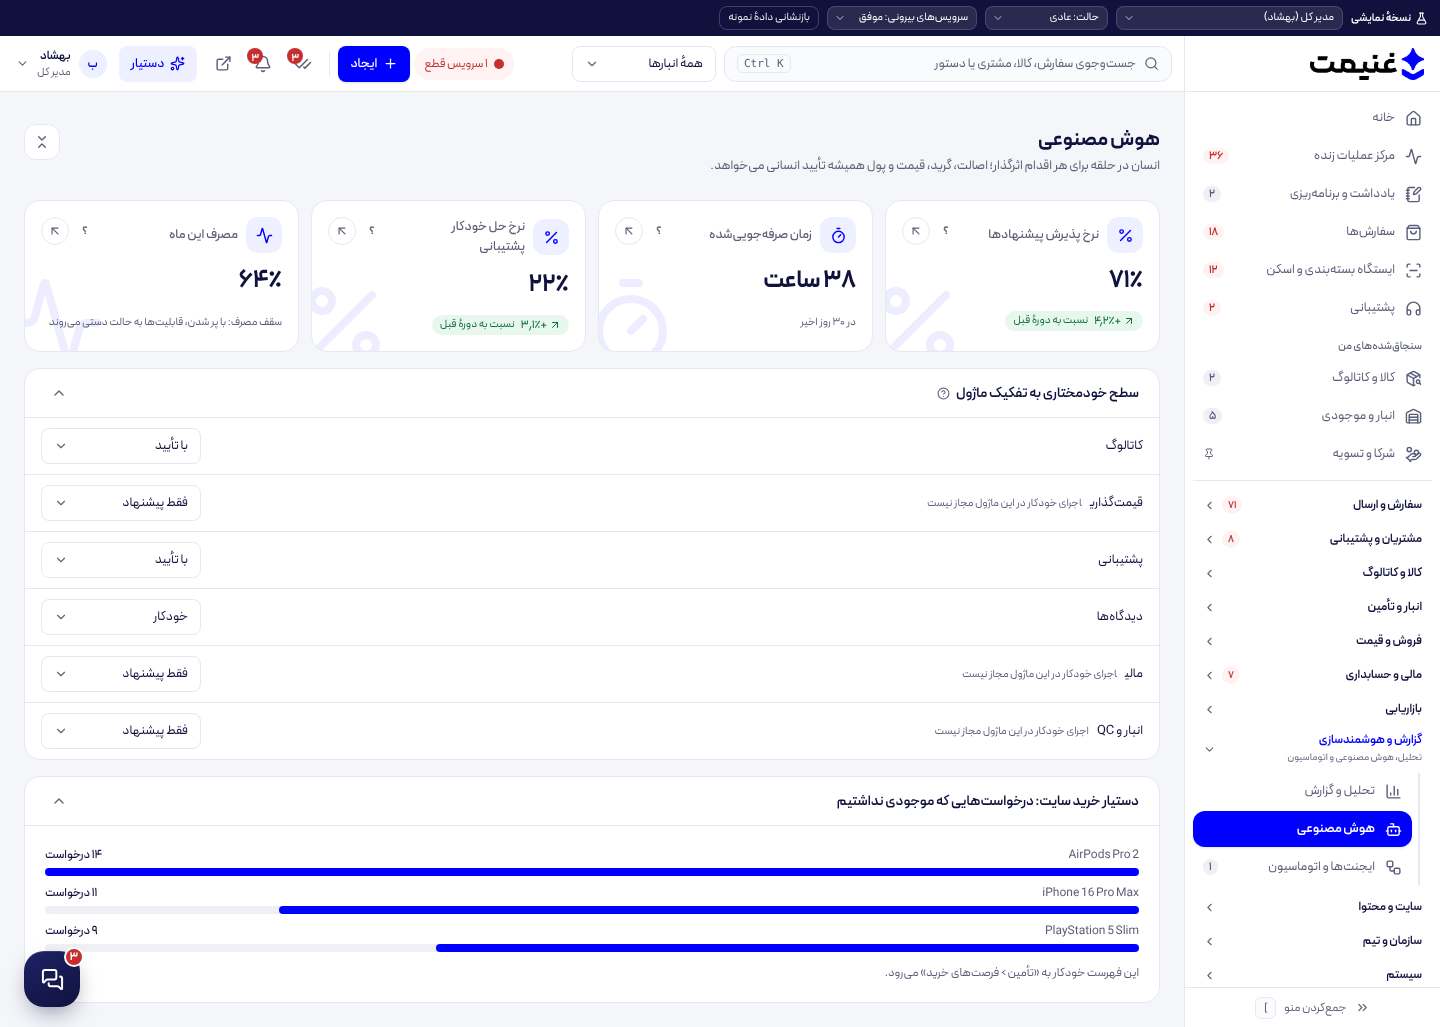 نسخهٔ نمایشی
مدیر کل (بهشاد)
حالت: عادی
سرویس‌های بیرونی: موفق
بازنشانی دادهٔ نمونه
غنیمت
جست‌وجوی سفارش، کالا، مشتری یا دستور
Ctrl K
همهٔ انبارها
۱ سرویس قطع
ایجاد
۳
۳
دستیار
ب
بهشاد
مدیر کل
خانه
مرکز عملیات زنده ۳۶
یادداشت و برنامه‌ریزی ۲
سفارش‌ها ۱۸
ایستگاه بسته‌بندی و اسکن ۱۲
پشتیبانی ۲
سنجاق‌شده‌های من
کالا و کاتالوگ ۲
انبار و موجودی ۵
شرکا و تسویه
سفارش و ارسال ۷۱
مشتریان و پشتیبانی ۸
کالا و کاتالوگ
انبار و تأمین
فروش و قیمت
مالی و حسابداری ۷
بازاریابی
گزارش و هوشمندسازی
تحلیل، هوش مصنوعی و اتوماسیون
تحلیل و گزارش
هوش مصنوعی
ایجنت‌ها و اتوماسیون ۱
سایت و محتوا
سازمان و تیم
سیستم
جمع‌کردن منو [
هوش مصنوعی
انسان در حلقه برای هر اقدام اثرگذار؛ اصالت، گرید، قیمت و پول همیشه تأیید انسانی می‌خواهد.
نرخ پذیرش پیشنهادها ؟
۷۱٪
+۴٫۲٪ نسبت به دورهٔ قبل
زمان صرفه‌جویی‌شده ؟
۳۸ ساعت
در ۳۰ روز اخیر
نرخ حل خودکار پشتیبانی ؟
۲۲٪
+۳٫۱٪ نسبت به دورهٔ قبل
مصرف این ماه ؟
۶۴٪
سقف مصرف: با پر شدن، قابلیت‌ها به حالت دستی می‌روند
سطح خودمختاری به تفکیک ماژول
کاتالوگ
با تأیید
قیمت‌گذاری اجرای خودکار در این ماژول مجاز نیست
فقط پیشنهاد
پشتیبانی
با تأیید
دیدگاه‌ها
خودکار
مالی اجرای خودکار در این ماژول مجاز نیست
فقط پیشنهاد
انبار و QC اجرای خودکار در این ماژول مجاز نیست
فقط پیشنهاد
دستیار خرید سایت: درخواست‌هایی که موجودی نداشتیم
AirPods Pro 2
۱۴ درخواست
iPhone 16 Pro Max
۱۱ درخواست
PlayStation 5 Slim
۹ درخواست
این فهرست خودکار به «تأمین › فرصت‌های خرید» می‌رود.
۳